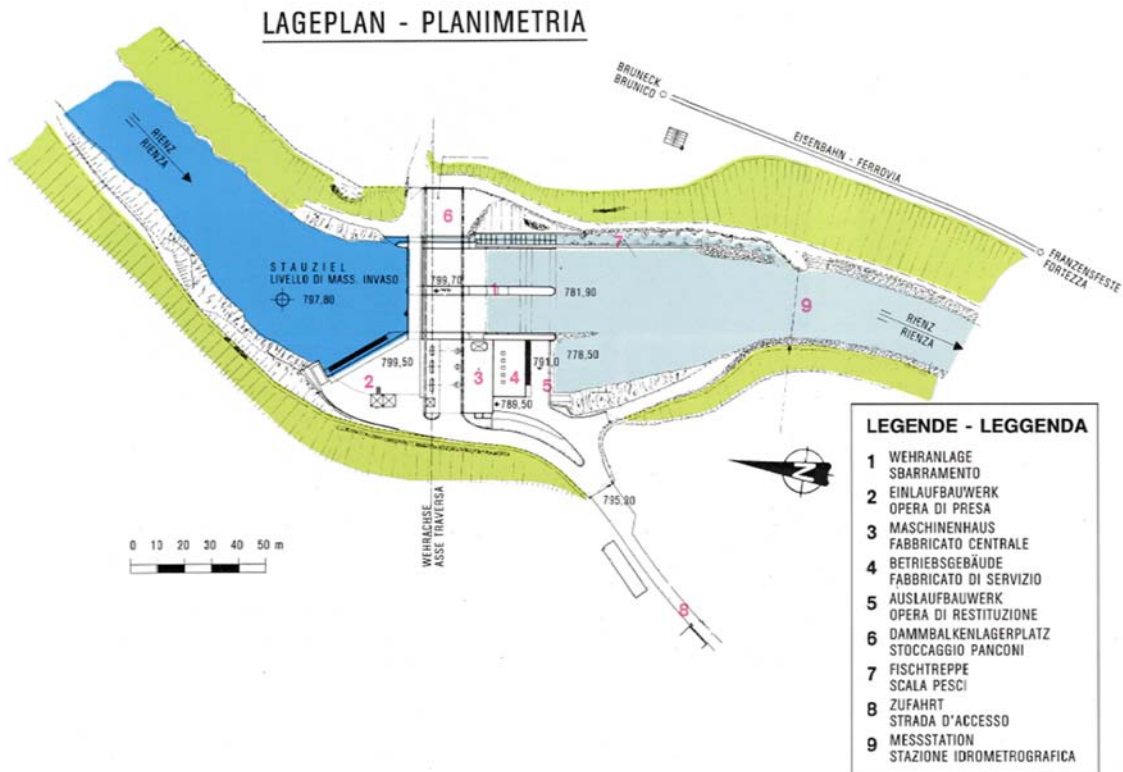 LAGEPLAN - PLANIMETRIA
BRUNECK
BRUNICO
EISENBAHN - FERROVIA
FRANZENSFESTE
FORTEZZA
RIENZ
RIENZA
6
7
STAUZIEL
LIVELLO DI MASS. INVASO
797,80
799,70
1
781,90
9
RIENZ
RIENZA
799,50
791,0
778,50
2
3
4
5
789,50
N
795,80
WEHRACHSE
ASSE TRAVERSA
0 10 20 30 40 50 m
8
LEGENDE - LEGGENDA
1 WEHRANLAGE
SBARRAMENTO
2 EINLAUFBAUWERK
OPERA DI PRESA
3 MASCHINENHAUS
FABBRICATO CENTRALE
4 BETRIEBSGEBÄUDE
FABBRICATO DI SERVIZIO
5 AUSLAUFBAUWERK
OPERA DI RESTITUZIONE
6 DAMMBALKENLAGERPLATZ
STOCCAGGIO PANCONI
7 FISCHTREPPE
SCALA PESCI
8 ZUFAHRT
STRADA D'ACCESSO
9 MESSSTATION
STAZIONE IDROMETROGRAFICA